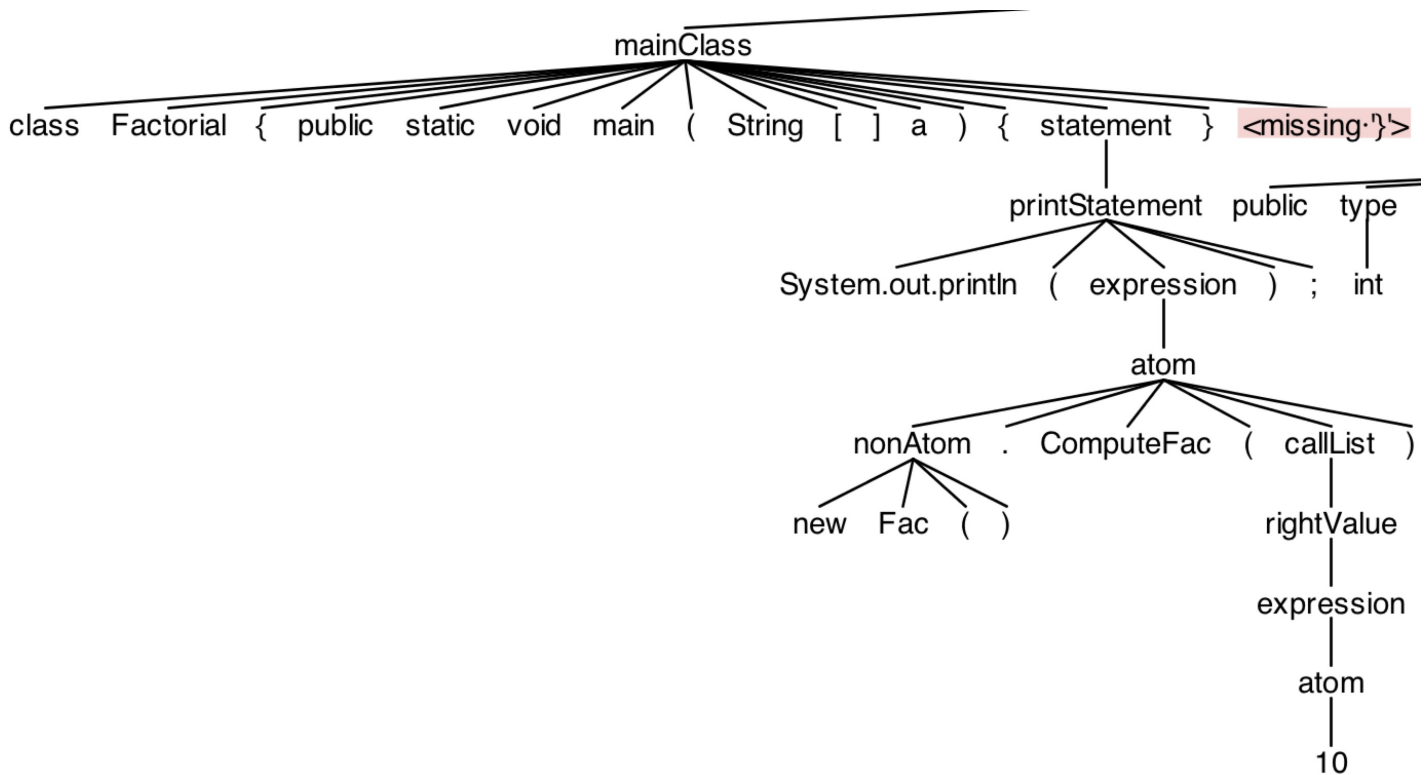 mainClass
class Factorial { public static void main ( String [ ] a ) { statement } <missing·'}'>
printStatement public type
System.out.println ( expression ) ; int
atom
nonAtom . ComputeFac ( callList )
new Fac ( ) rightValue
expression
atom
10